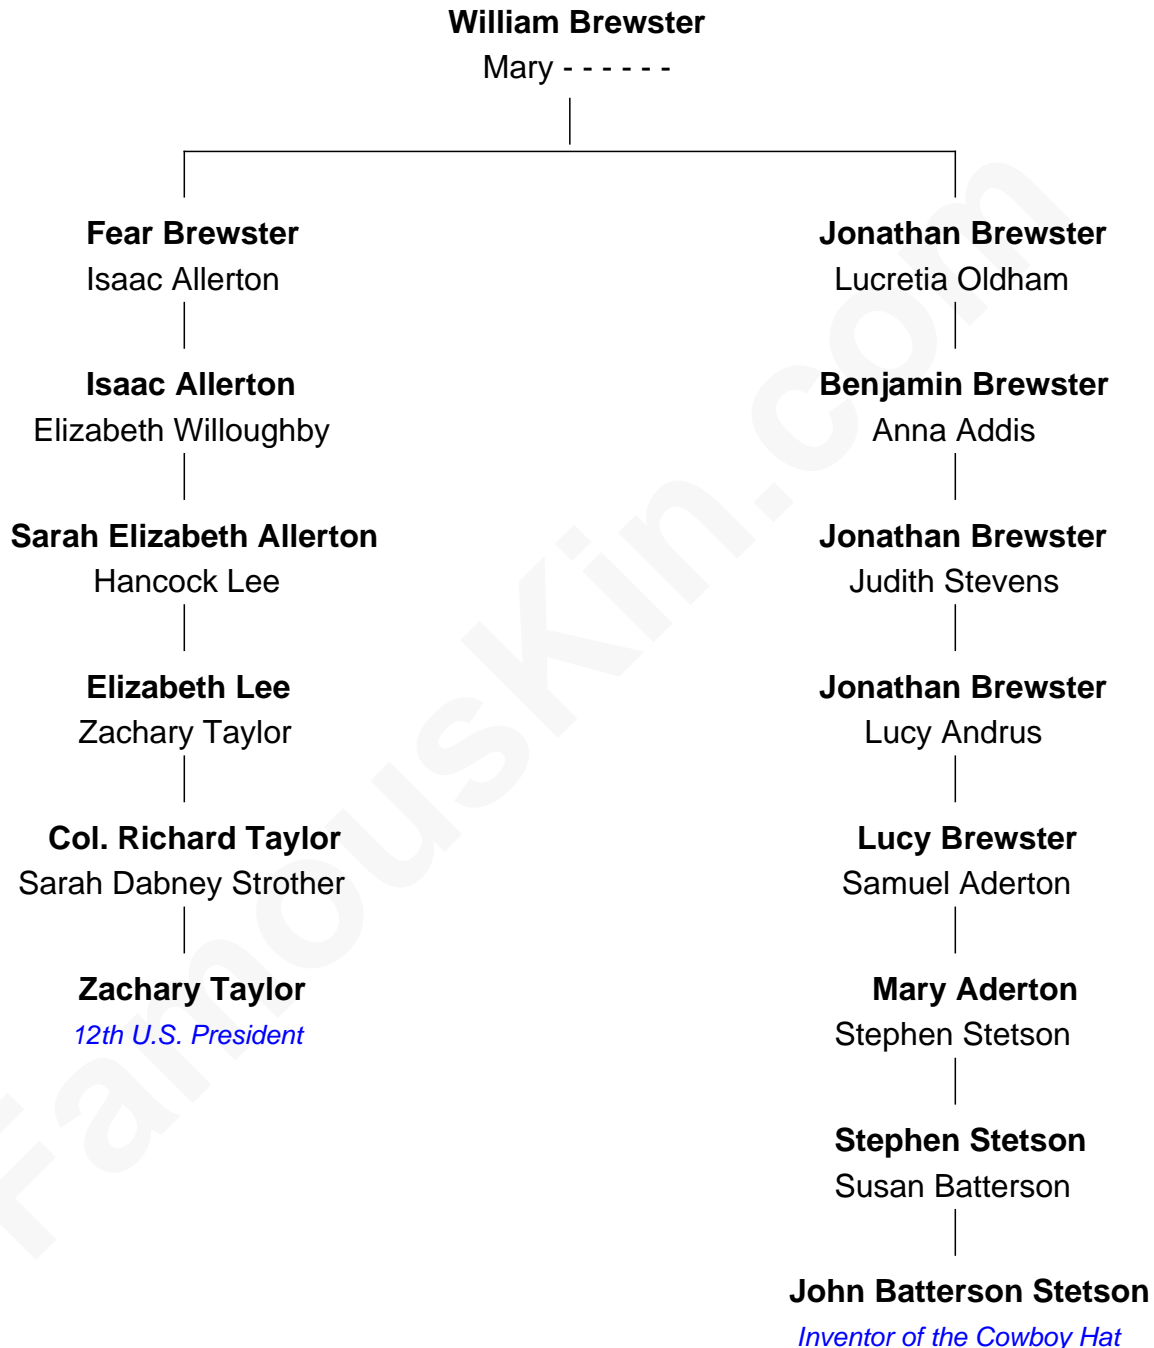 William Brewster
Mary - - - - - -
Fear Brewster
Isaac Allerton
Isaac Allerton
Elizabeth Willoughby
Sarah Elizabeth Allerton
Hancock Lee
Elizabeth Lee
Zachary Taylor
Col. Richard Taylor
Sarah Dabney Strother
Zachary Taylor
12th U.S. President
Jonathan Brewster
Lucretia Oldham
Benjamin Brewster
Anna Addis
Jonathan Brewster
Judith Stevens
Jonathan Brewster
Lucy Andrus
Lucy Brewster
Samuel Aderton
Mary Aderton
Stephen Stetson
Stephen Stetson
Susan Batterson
John Batterson Stetson
Inventor of the Cowboy Hat
FamousKin.com